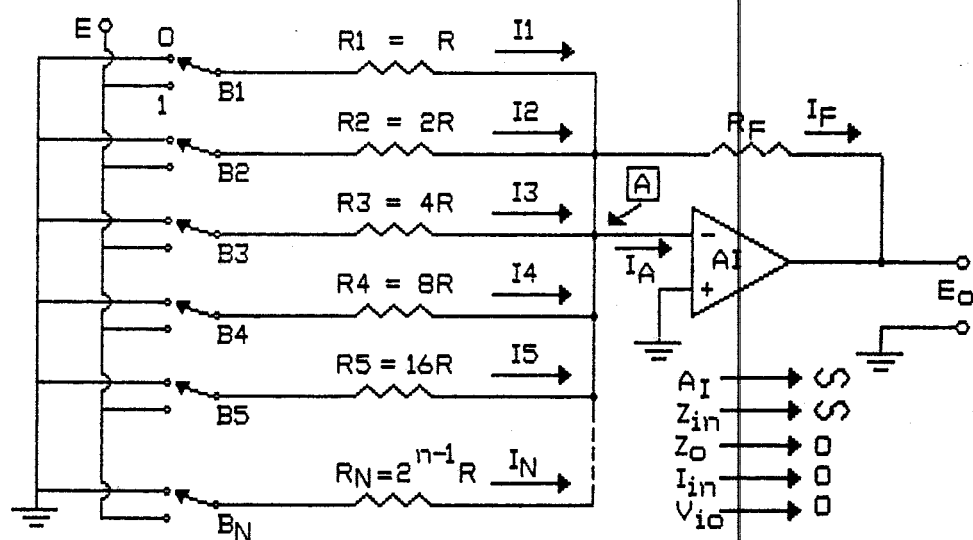 E
0
1
B1
R1 = R
I1
B2
R2 = 2R
I2
RF
IF
B3
R3 = 4R
I3
A
IA
AI
−
+
B4
R4 = 8R
I4
Eo
B5
R5 = 16R
I5
BN
RN=2^n-1 R
IN
AI
Zin
Zo 0
Iin 0
Vio 0